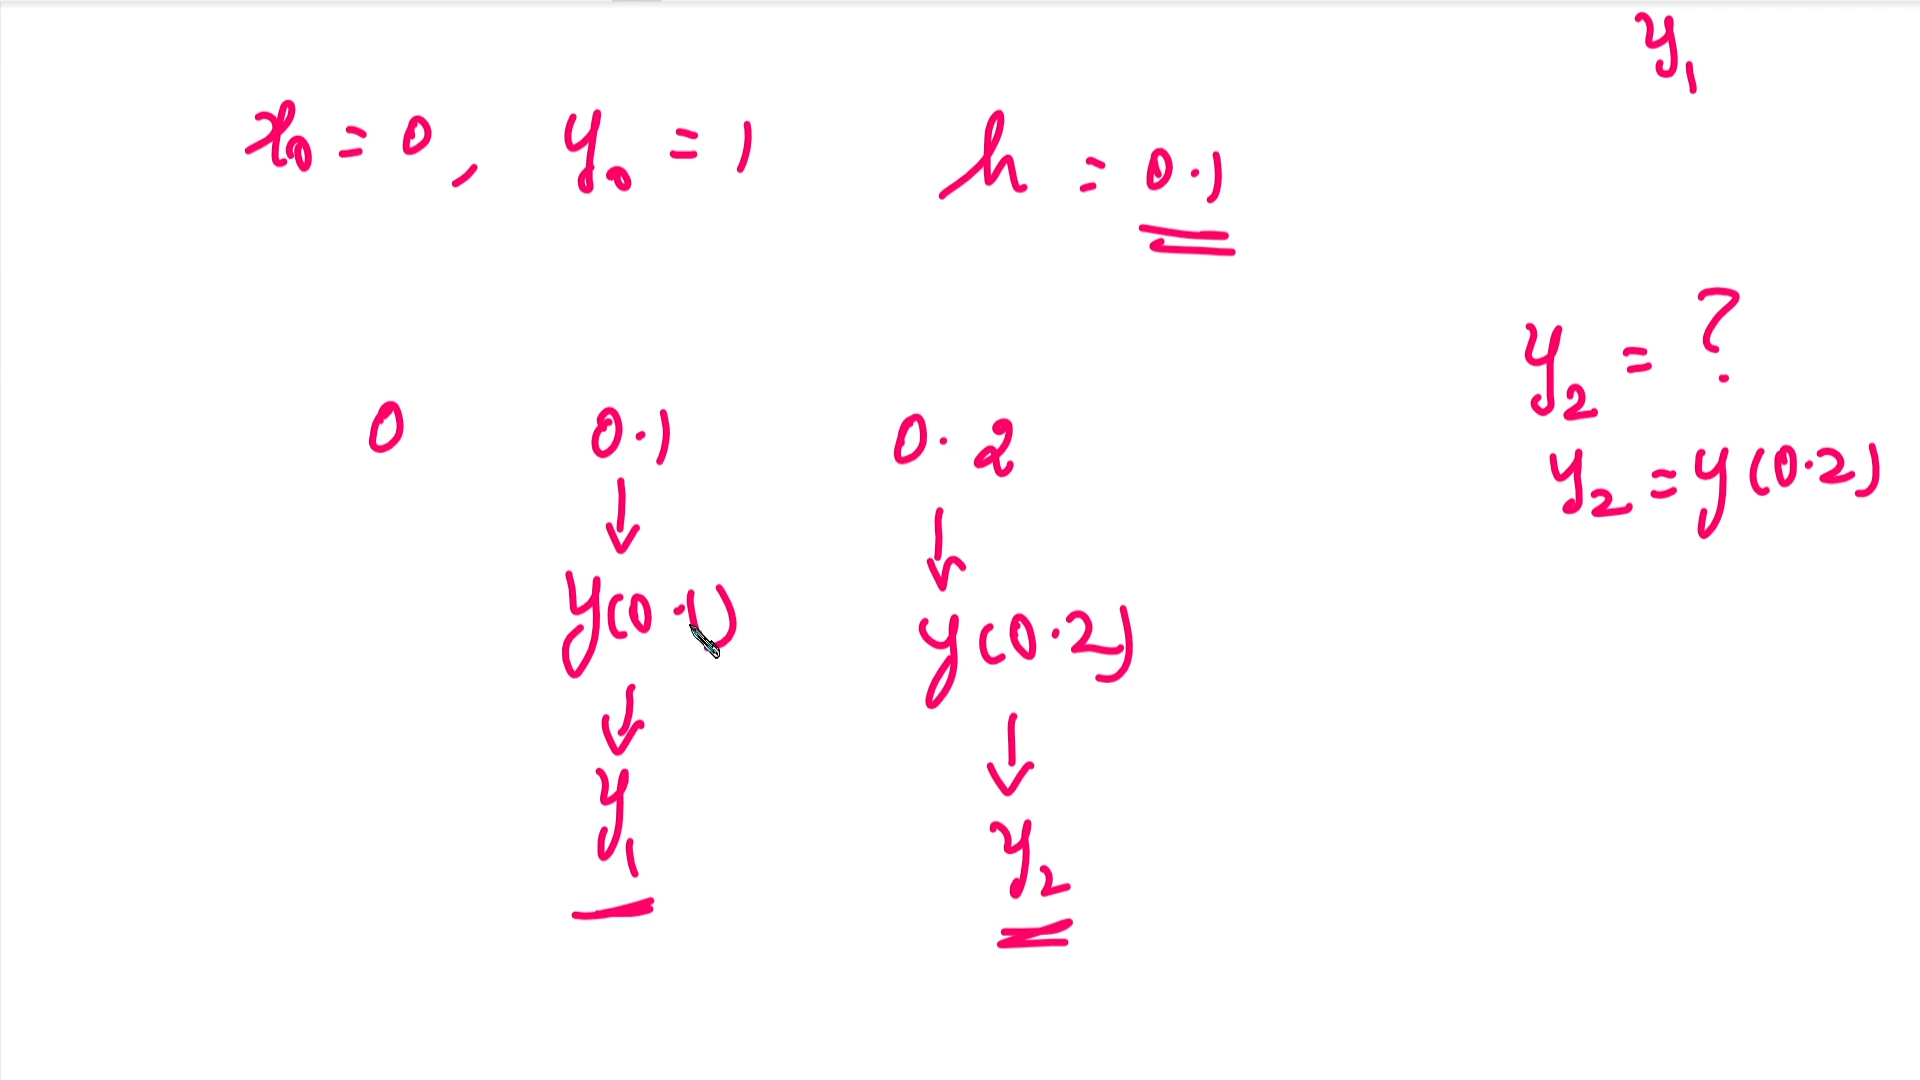 y₁
x₀ = 0, y₀ = 1 h = 0.1
y₂ = ?
0 0.1 0.2
y₂ = y(0.2)
↓ ↓
y(0.1) y(0.2)
↓ ↓
y₁ y₂